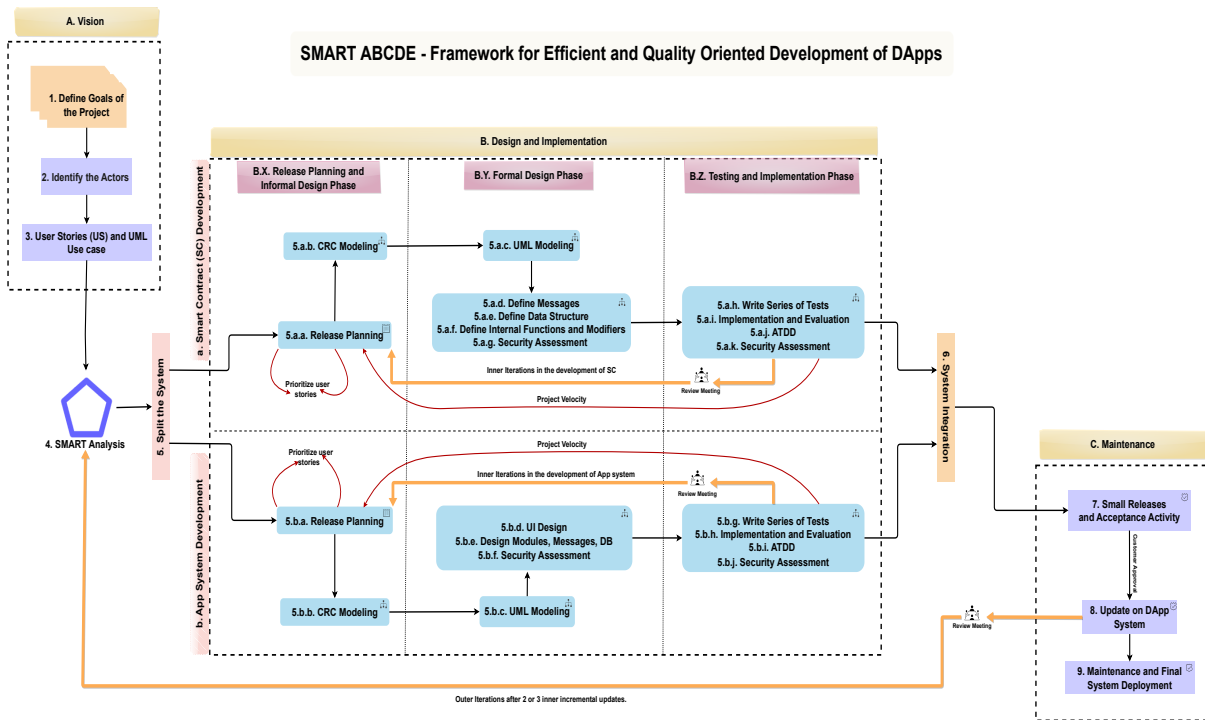 A. Vision
SMART ABCDE - Framework for Efficient and Quality Oriented Development of DApps
1. Define Goals of
the Project
2. Identify the Actors
3. User Stories (US) and UML
Use case
4. SMART Analysis
5. Split the System
B. Design and Implementation
a. Smart Contract (SC) Development
B.X. Release Planning and
Informal Design Phase
B.Y. Formal Design Phase
B.Z. Testing and Implementation Phase
5.a.b. CRC Modeling
5.a.c. UML Modeling
5.a.d. Define Messages
5.a.e. Define Data Structure
5.a.f. Define Internal Functions and Modifiers
5.a.g. Security Assessment
5.a.h. Write Series of Tests
5.a.i. Implementation and Evaluation
5.a.j. ATDD
5.a.k. Security Assessment
5.a.a. Release Planning
Inner Iterations in the development of SC
Review Meeting
Prioritize user
stories
Project Velocity
b. App System Development
Project Velocity
Prioritize user
stories
Inner Iterations in the development of App system
Review Meeting
5.b.a. Release Planning
5.b.d. UI Design
5.b.e. Design Modules, Messages, DB
5.b.f. Security Assessment
5.b.g. Write Series of Tests
5.b.h. Implementation and Evaluation
5.b.i. ATDD
5.b.j. Security Assessment
5.b.b. CRC Modeling
5.b.c. UML Modeling
6. System Integration
C. Maintenance
7. Small Releases
and Acceptance Activity
Customer Approval
8. Update on DApp
System
Review Meeting
9. Maintenance and Final
System Deployment
Outer Iterations after 2 or 3 inner incremental updates.